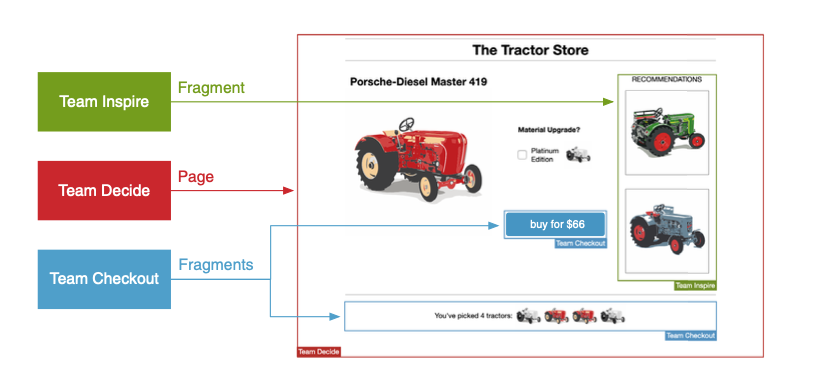 The Tractor Store
Team Inspire
Fragment
Porsche-Diesel Master 419
RECOMMENDATIONS
Material Upgrade?
Platinum
Edition
Team Decide
Page
buy for $66
Team Checkout
Team Checkout
Fragments
Team Inspire
You've picked 4 tractors:
Team Checkout
Team Decide